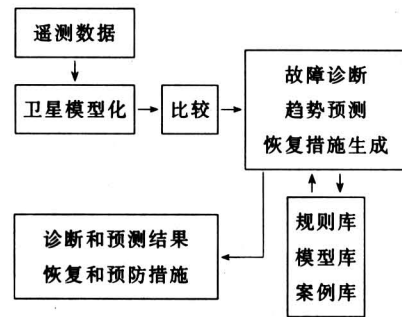 遥测数据
卫星模型化
比较
故障诊断
趋势预测
恢复措施生成
规则库
模型库
案例库
诊断和预测结果
恢复和预防措施